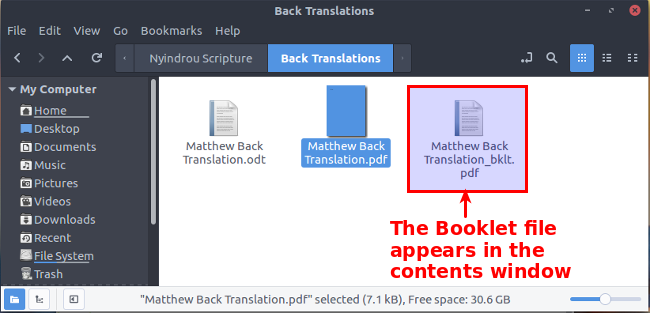 Back Translations
File Edit View Go Bookmarks Help
Nyindrou Scripture Back Translations
My Computer
Home
Desktop
Documents
Music
Pictures
Videos
Downloads
Recent
File System
Trash
Matthew Back
Translation.odt
Matthew Back
Translation.pdf
Matthew Back
Translation_bklt.
pdf
The Booklet file
appears in the
contents window
"Matthew Back Translation.pdf" selected (7.1 kB), Free space: 30.6 GB